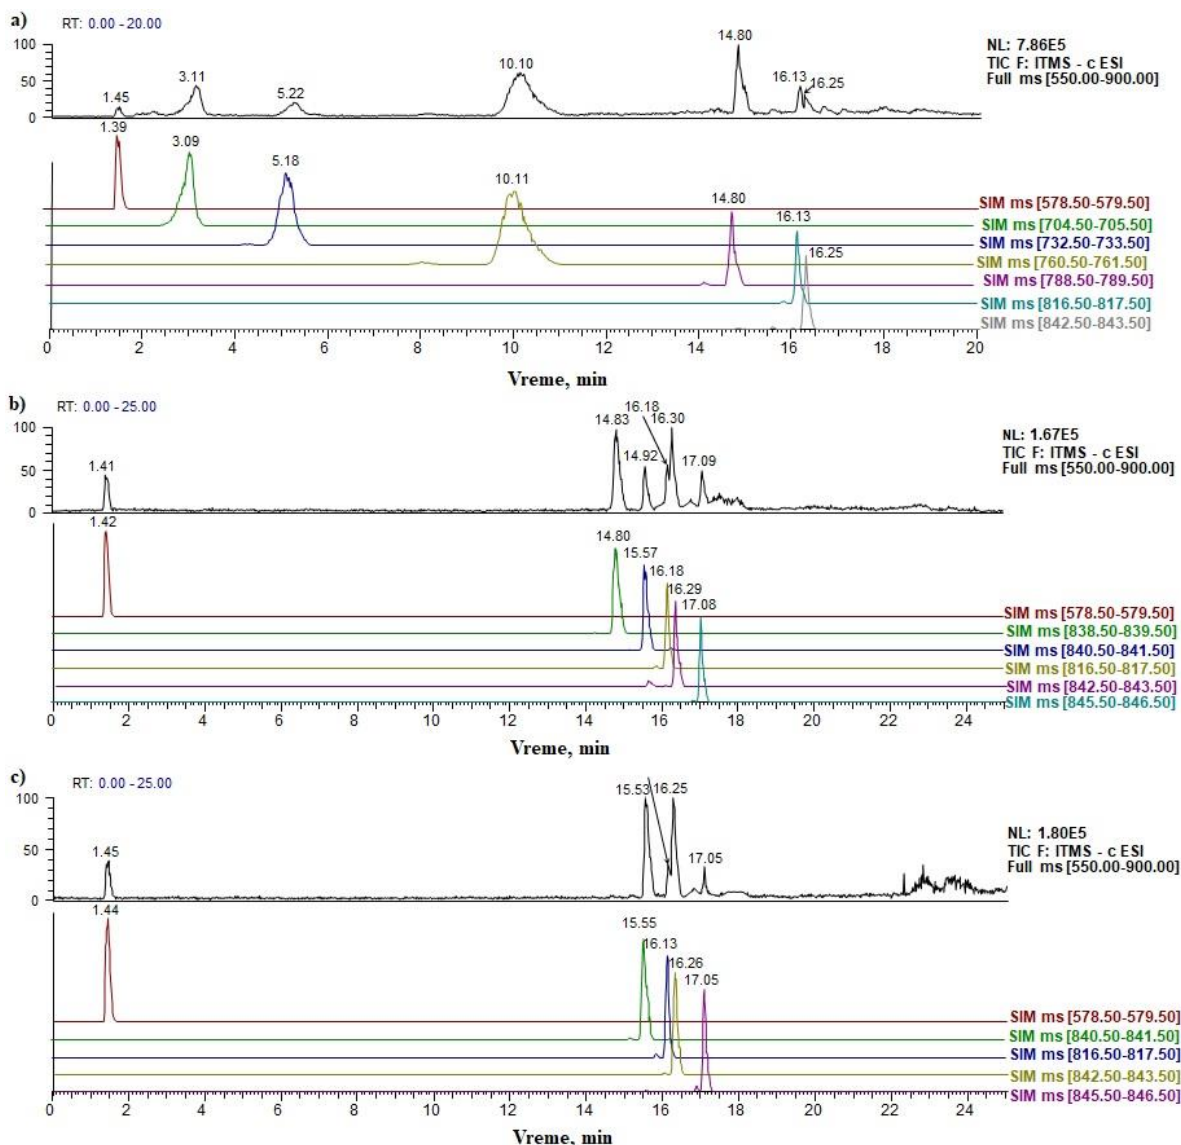 a)
RT: 0.00 - 20.00
NL: 7.86E5
TIC F: ITMS - c ESI
Full ms [550.00-900.00]
100
50
0
1.45
3.11
5.22
10.10
14.80
16.13
16.25
1.39
3.09
5.18
10.11
14.80
16.13
16.25
SIM ms [578.50-579.50]
SIM ms [704.50-705.50]
SIM ms [732.50-733.50]
SIM ms [760.50-761.50]
SIM ms [788.50-789.50]
SIM ms [816.50-817.50]
SIM ms [842.50-843.50]
0 2 4 6 8 10 12 14 16 18 20
Vreme, min
b)
RT: 0.00 - 25.00
NL: 1.67E5
TIC F: ITMS - c ESI
Full ms [550.00-900.00]
100
50
0
1.41
14.83
14.92
16.18
16.30
17.09
1.42
14.80
15.57
16.18
16.29
17.08
SIM ms [578.50-579.50]
SIM ms [838.50-839.50]
SIM ms [840.50-841.50]
SIM ms [816.50-817.50]
SIM ms [842.50-843.50]
SIM ms [845.50-846.50]
0 2 4 6 8 10 12 14 16 18 20 22 24
Vreme, min
c)
RT: 0.00 - 25.00
NL: 1.80E5
TIC F: ITMS - c ESI
Full ms [550.00-900.00]
100
50
0
1.45
15.53
16.25
17.05
1.44
15.55
16.13
16.26
17.05
SIM ms [578.50-579.50]
SIM ms [840.50-841.50]
SIM ms [816.50-817.50]
SIM ms [842.50-843.50]
SIM ms [845.50-846.50]
0 2 4 6 8 10 12 14 16 18 20 22 24
Vreme, min